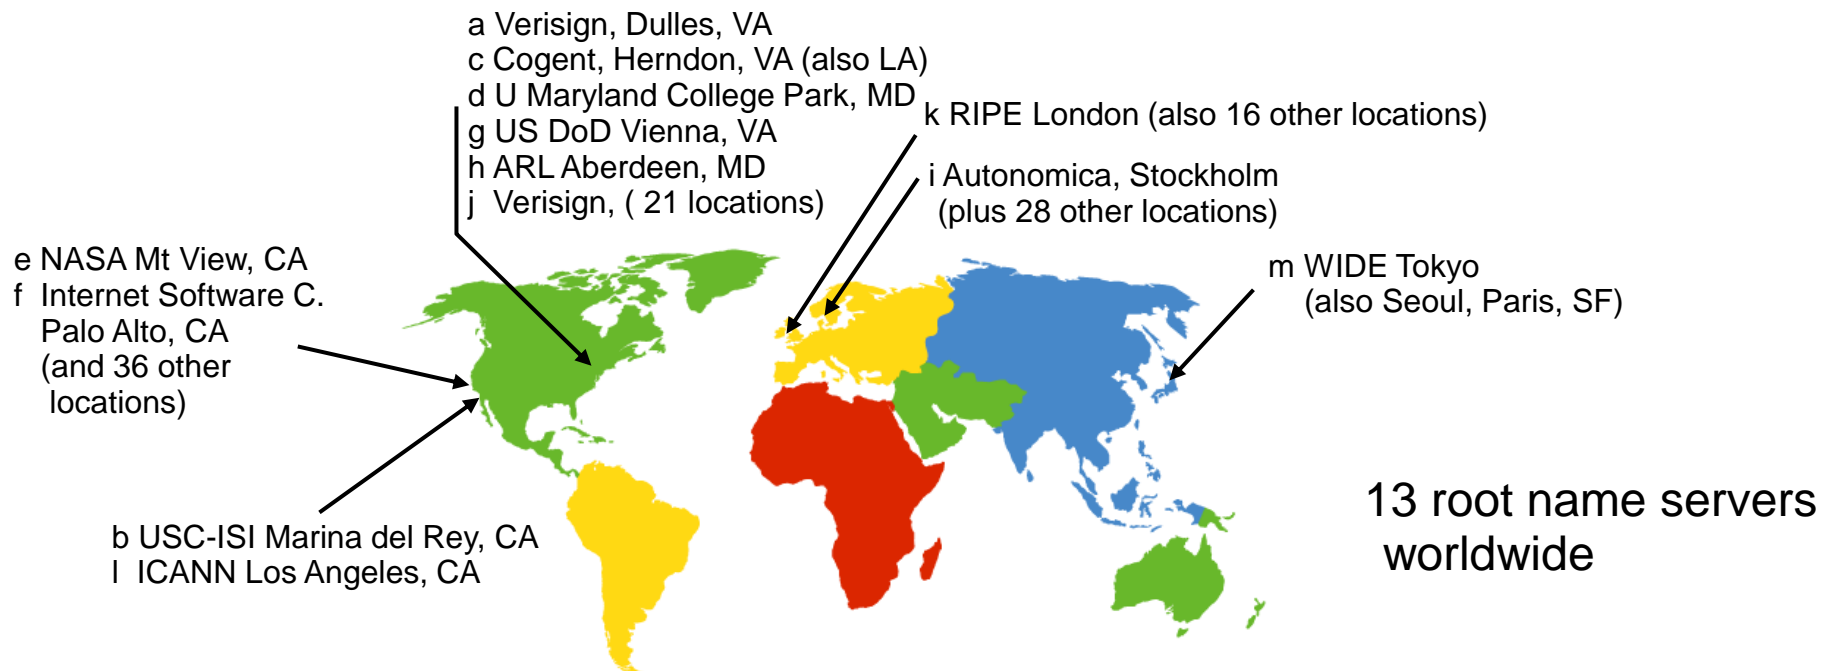 a Verisign, Dulles, VA
c Cogent, Herndon, VA (also LA)
d U Maryland College Park, MD
g US DoD Vienna, VA
h ARL Aberdeen, MD
j Verisign, ( 21 locations)
k RIPE London (also 16 other locations)
i Autonomica, Stockholm
(plus 28 other locations)
e NASA Mt View, CA
f Internet Software C.
Palo Alto, CA
(and 36 other
locations)
m WIDE Tokyo
(also Seoul, Paris, SF)
b USC-ISI Marina del Rey, CA
l ICANN Los Angeles, CA
13 root name servers
worldwide